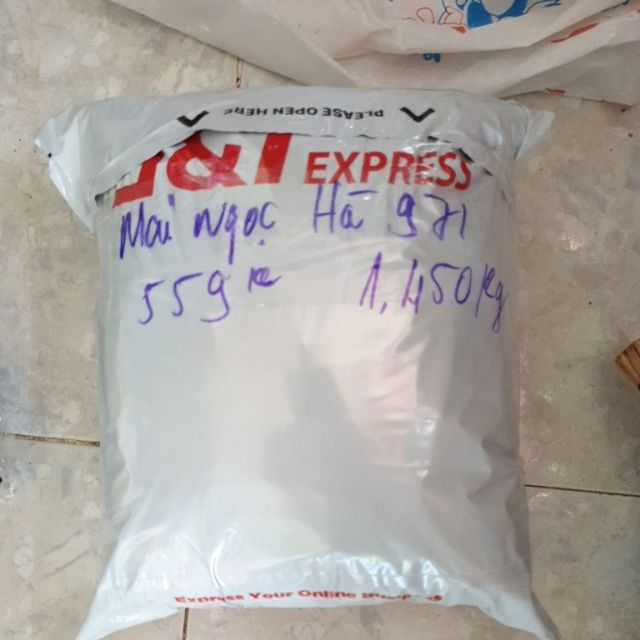 PLEASE OPEN HERE
J&T EXPRESS
Mai Ngọc Hà 971
559k 1,450kg
Express Your Online